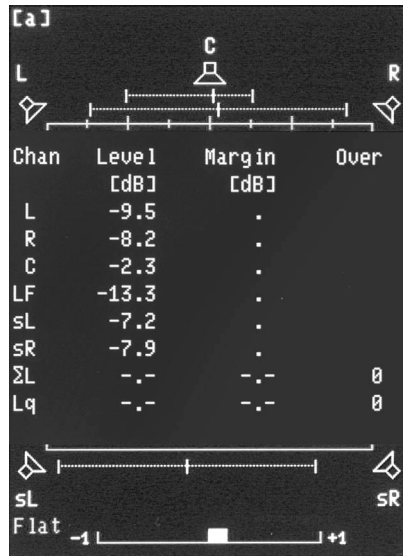 [a]
C
L R
Chan Level Margin Over
[dB] [dB]
L -9.5 .
R -8.2 .
C -2.3 .
LF -13.3 .
sL -7.2 .
sR -7.9 .
ΣL -.- -.- 0
Lq -.- -.- 0
sL sR
Flat -1 +1